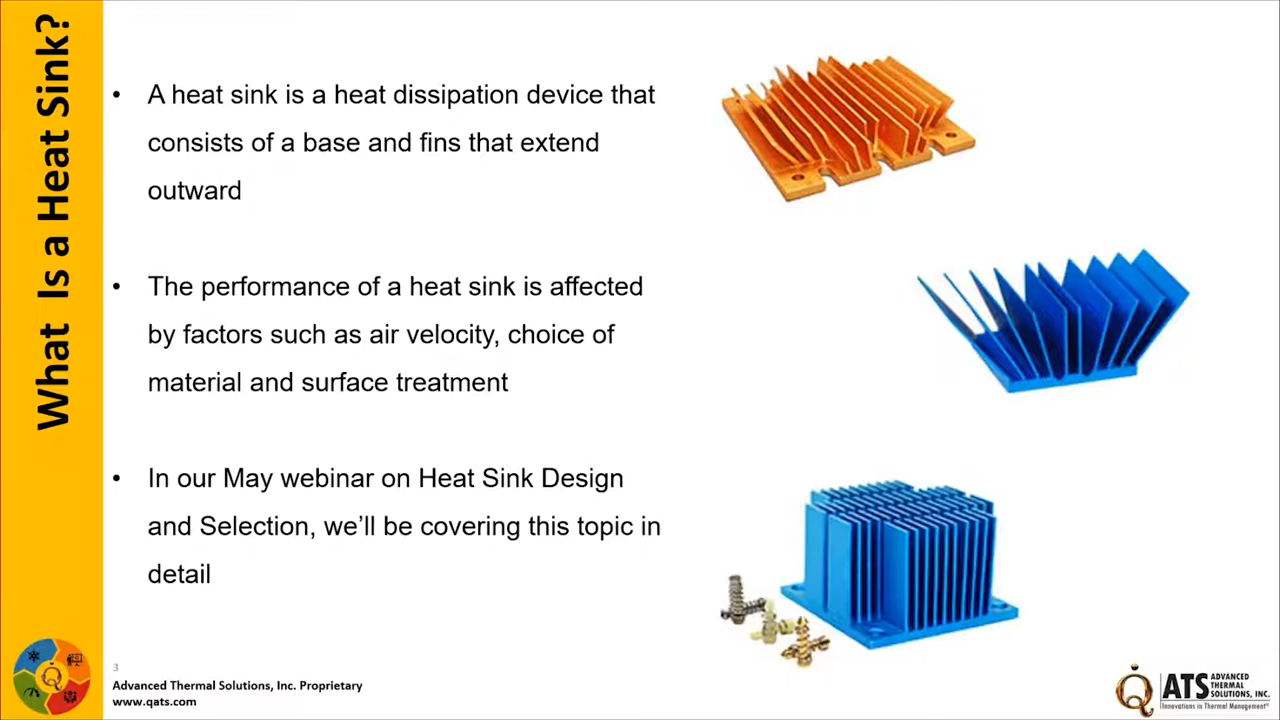 What Is a Heat Sink?
• A heat sink is a heat dissipation device that
consists of a base and fins that extend
outward
• The performance of a heat sink is affected
by factors such as air velocity, choice of
material and surface treatment
• In our May webinar on Heat Sink Design
and Selection, we’ll be covering this topic in
detail
3
Advanced Thermal Solutions, Inc. Proprietary
www.qats.com
Q
Q
ATS
ADVANCED
THERMAL
SOLUTIONS, INC.
Innovations in Thermal Management®